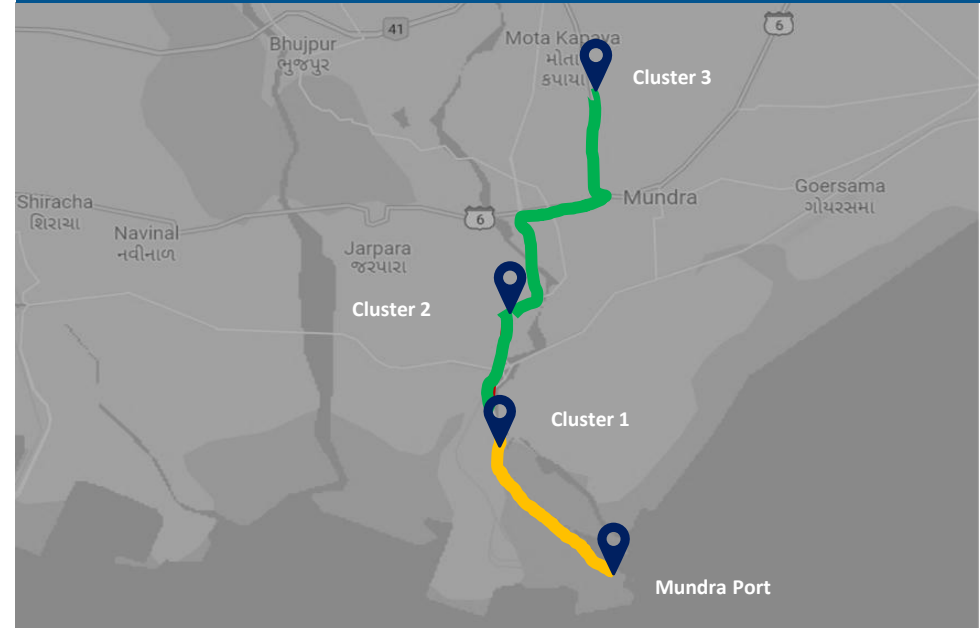 41
6
Bhujpur
ભુજપુર
Mota Kapaya
મોતા
કપાયા
Cluster 3
Shiracha
શિરાચા
Navinal
નવીનાળ
6
Mundra
Goersama
ગોયરસમા
Jarpara
જરપારા
Cluster 2
Cluster 1
Mundra Port